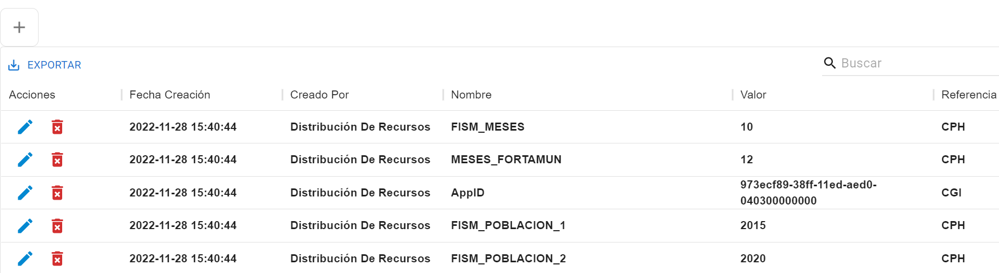 EXPORTAR
Buscar
Acciones Fecha Creación Creado Por Nombre Valor Referencia
2022-11-28 15:40:44 Distribución De Recursos FISM_MESES 10 CPH
2022-11-28 15:40:44 Distribución De Recursos MESES_FORTAMUN 12 CPH
2022-11-28 15:40:44 Distribución De Recursos AppID 973ecf89-38ff-11ed-aed0- CGI
040300000000
2022-11-28 15:40:44 Distribución De Recursos FISM_POBLACION_1 2015 CPH
2022-11-28 15:40:44 Distribución De Recursos FISM_POBLACION_2 2020 CPH